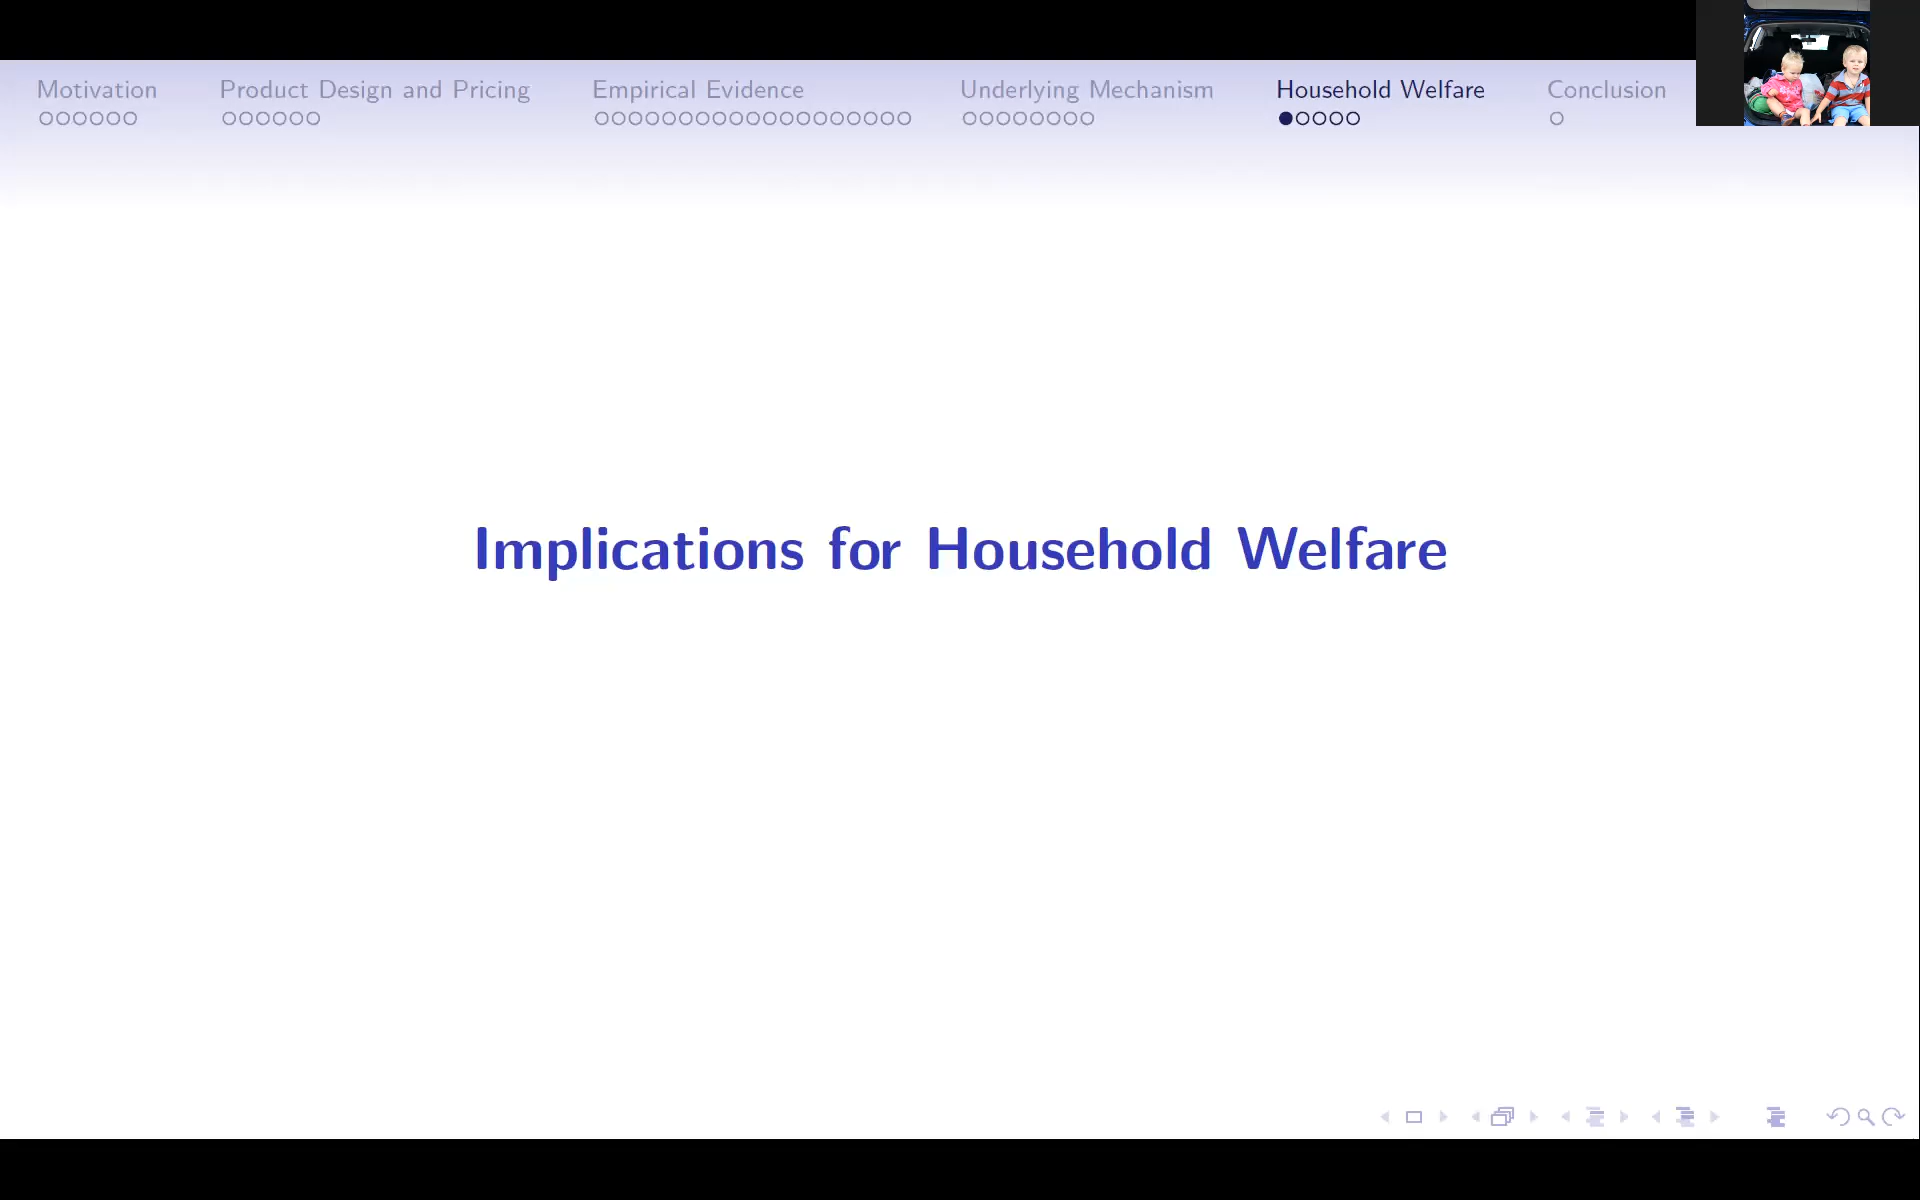 Motivation
Product Design and Pricing
Empirical Evidence
Underlying Mechanism
Household Welfare
Conclusion
Implications for Household Welfare